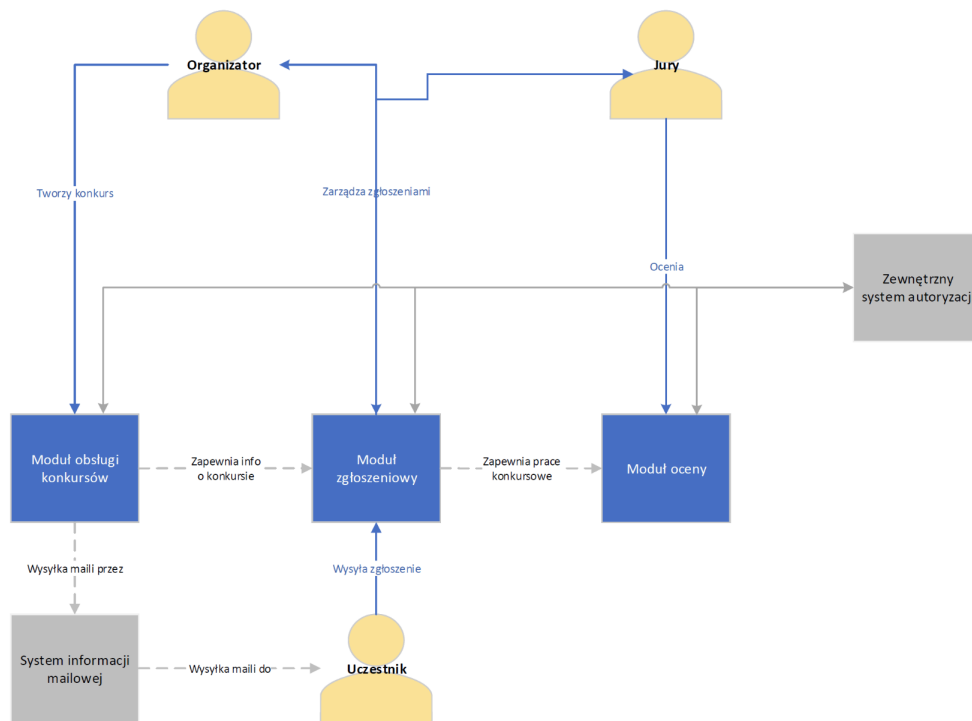 Organizator
Jury
Tworzy konkurs
Zarządza zgłoszeniami
Ocenia
Zewnętrzny
system autoryzacji
Moduł obsługi
konkursów
Zapewnia info
o konkursie
Moduł
zgłoszeniowy
Zapewnia prace
konkursowe
Moduł oceny
Wysyłka maili przez
Wysyła zgłoszenie
System informacji
mailowej
Wysyłka maili do
Uczestnik